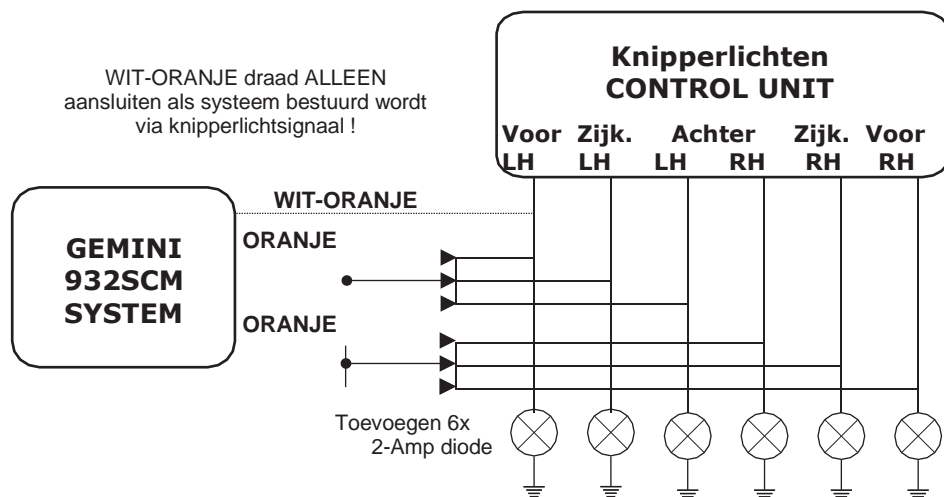 WIT-ORANJE draad ALLEEN
aansluiten als systeem bestuurd wordt
via knipperlichtsignaal !
Knipperlichten
CONTROL UNIT
Voor Zijk. Achter Zijk. Voor
LH LH LH RH RH RH
WIT-ORANJE
ORANJE
GEMINI
932SCM
SYSTEM
ORANJE
Toevoegen 6x
2-Amp diode